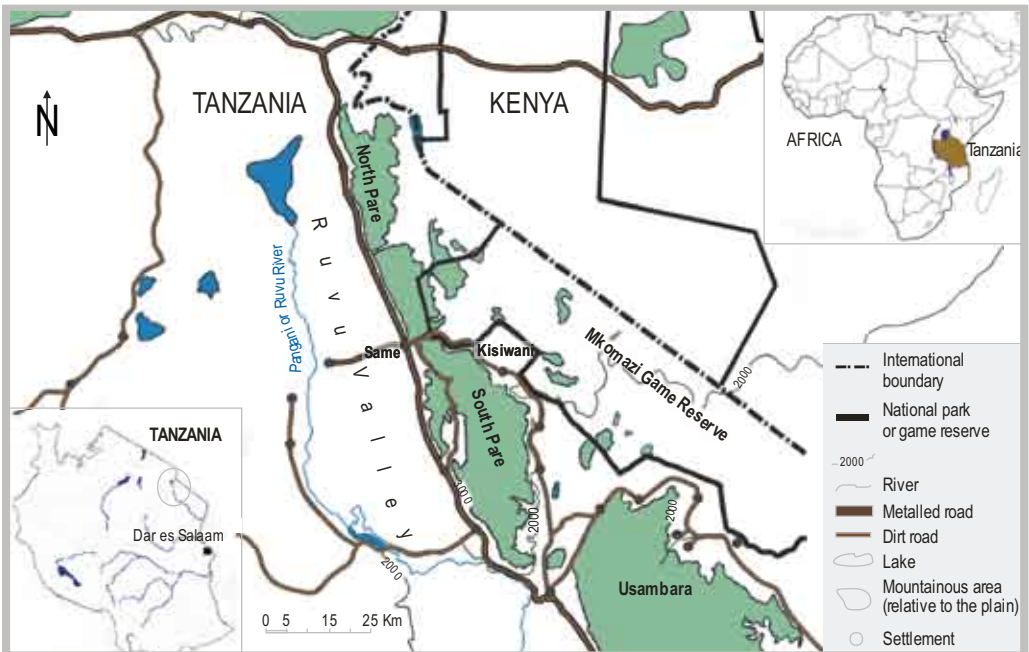 TANZANIA
KENYA
N
AFRICA
Tanzania
North Pare
Ruvu Valley
Pangani or Ruvu River
Same
Kisiwani
Mkomazi Game Reserve
2000
South Pare
2000
2000
2000
2000
Usambara
TANZANIA
Dar es Salaam
0 5 15 25 Km
International
boundary
National park
or game reserve
2000
River
Metalled road
Dirt road
Lake
Mountainous area
(relative to the plain)
Settlement